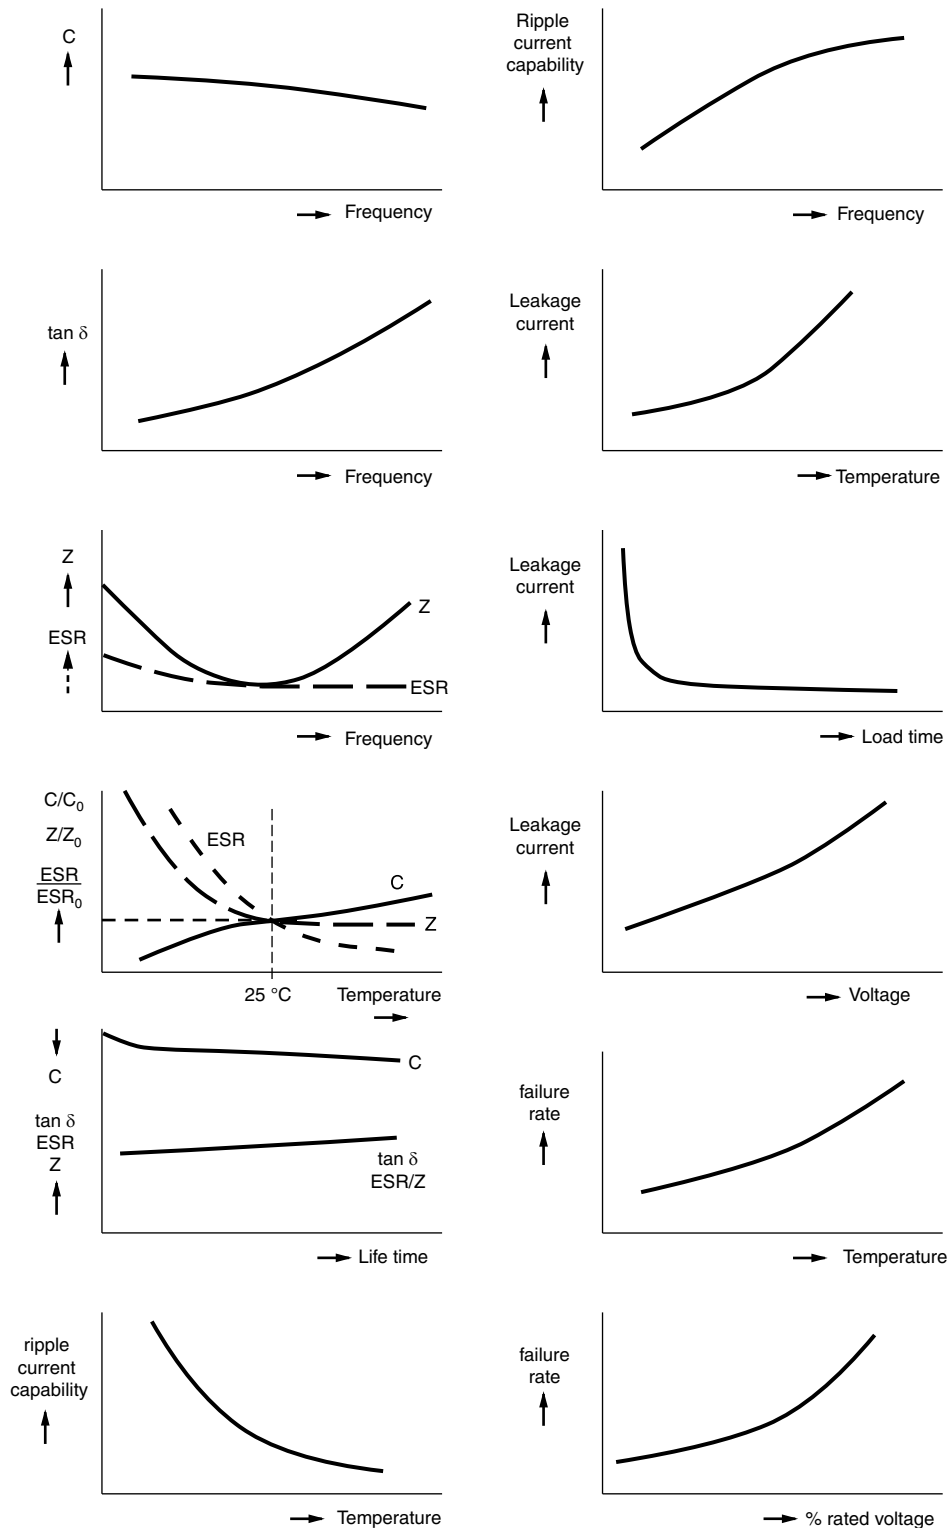 C
Frequency
Ripple
current
capability
Frequency
tan δ
Frequency
Leakage
current
Temperature
Z
ESR
Z
ESR
Frequency
Leakage
current
Load time
C/C0
Z/Z0
ESR
ESR0
ESR
C
Z
25 °C
Temperature
Leakage
current
Voltage
C
tan δ
ESR
Z
C
tan δ
ESR/Z
Life time
failure
rate
Temperature
ripple
current
capability
Temperature
failure
rate
% rated voltage